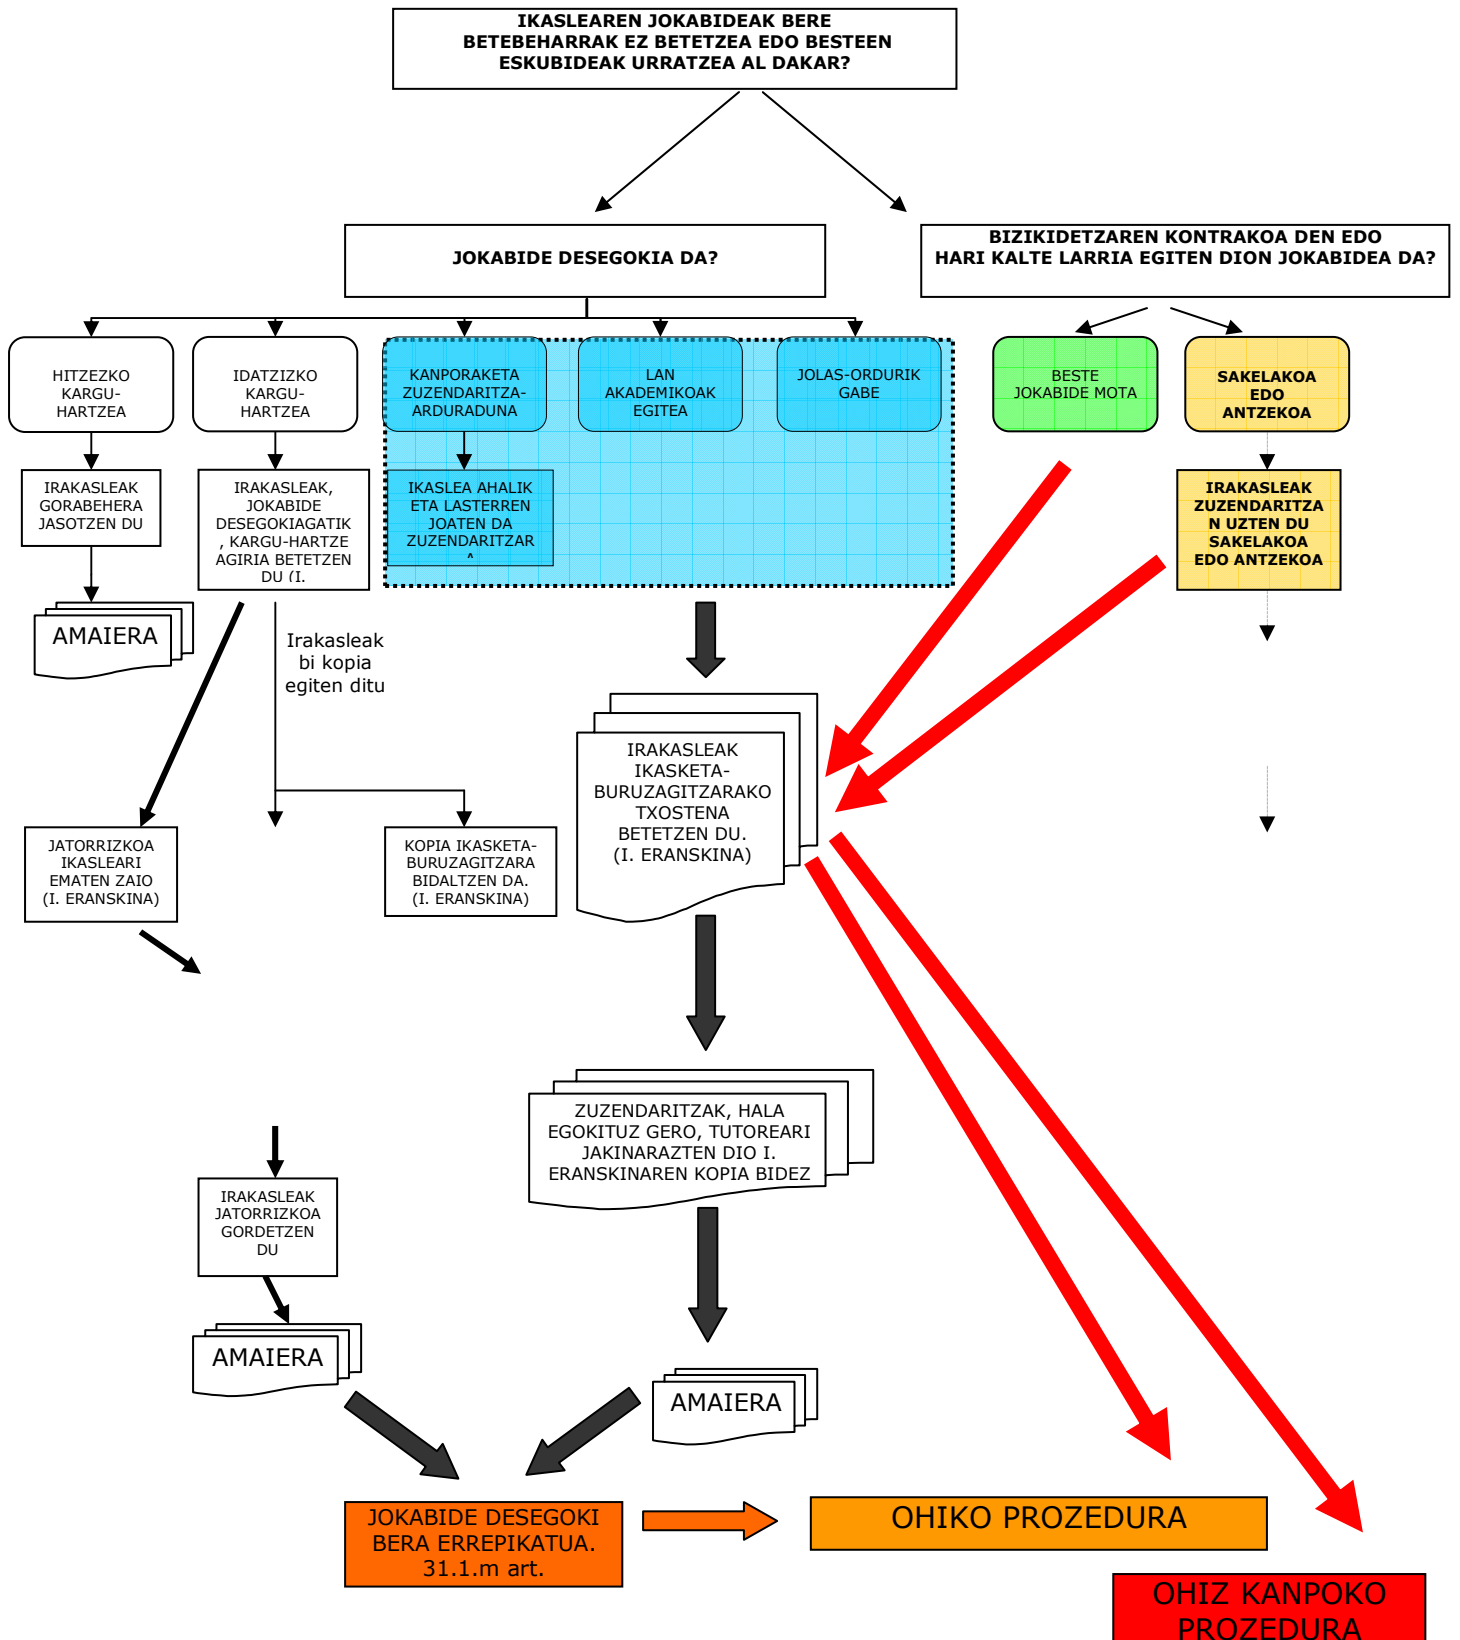 IKASLEAREN JOKABIDEAK BERE
BETEBEHARRAK EZ BETETZEA EDO BESTEEN
ESKUBIDEAK URRATZEA AL DAKAR?
JOKABIDE DESEGOKIA DA?
BIZIKIDETZAREN KONTRAKOA DEN EDO
HARI KALTE LARRIA EGITEN DION JOKABIDEA DA?
HITZEZKO
KARGU-
HARTZEA
IDATZIZKO
KARGU-
HARTZEA
KANPORAKETA
ZUZENDARITZA-
ARDURADUNA
LAN
AKADEMIKOAK
EGITEA
JOLAS-ORDURIK
GABE
BESTE
JOKABIDE MOTA
SAKELAKOA
EDO
ANTZEKOA
IRAKASLEAK
GORABEHERA
JASOTZEN DU
IRAKASLEAK,
JOKABIDE
DESEGOKIAGATIK
, KARGU-HARTZE
AGIRIA BETETZEN
DU (I.
IKASLEA AHALIK
ETA LASTERREN
JOATEN DA
ZUZENDARITZAR
IRAKASLEAK
ZUZENDARITZA
N UZTEN DU
SAKELAKOA
EDO ANTZEKOA
AMAIERA
Irakasleak
bi kopia
egiten ditu
IRAKASLEAK
IKASKETA-
BURUZAGITZARAKO
TXOSTENA
BETETZEN DU.
(I. ERANSKINA)
JATORRIZKOA
IKASLEARI
EMATEN ZAIO
(I. ERANSKINA)
KOPIA IKASKETA-
BURUZAGITZARA
BIDALTZEN DA.
(I. ERANSKINA)
ZUZENDARITZAK, HALA
EGOKITUZ GERO, TUTOREARI
JAKINARAZTEN DIO I.
ERANSKINAREN KOPIA BIDEZ
IRAKASLEAK
JATORRIZKOA
GORDETZEN
DU
AMAIERA
AMAIERA
JOKABIDE DESEGOKI
BERA ERREPIKATUA.
31.1.m art.
OHIKO PROZEDURA
OHIZ KANPOKO
PROZEDURA